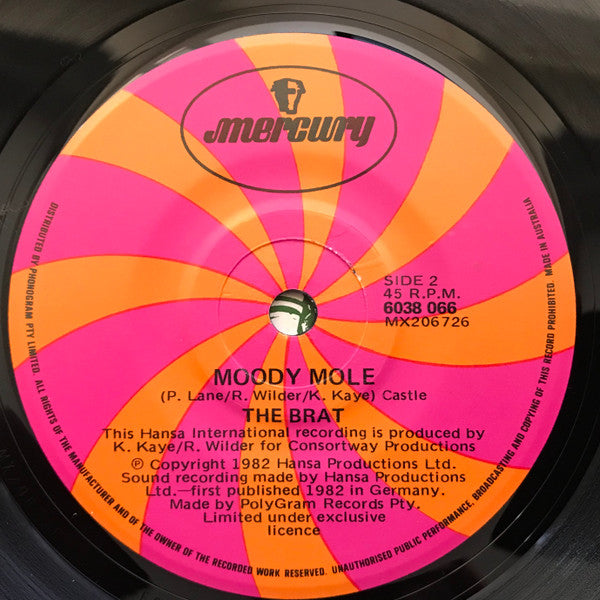 mercury
SIDE 2
45 R.P.M.
6038 066
MX206726
MOODY MOLE
(P. Lane/R. Wilder/K. Kaye) Castle
THE BRAT
This Hansa International recording is produced by
K. Kaye/R. Wilder for Consortway Productions
℗ Copyright 1982 Hansa Productions Ltd.
Sound recording made by Hansa Productions
Ltd.—first published 1982 in Germany.
Made by PolyGram Records Pty.
Limited under exclusive
licence
DISTRIBUTED BY PHONOGRAM PTY LIMITED. ALL RIGHTS OF THE MANUFACTURER AND OF THE OWNER OF THE RECORDED WORK RESERVED. UNAUTHORISED PUBLIC PERFORMANCE, BROADCASTING AND COPYING OF THIS RECORD PROHIBITED. MADE IN AUSTRALIA